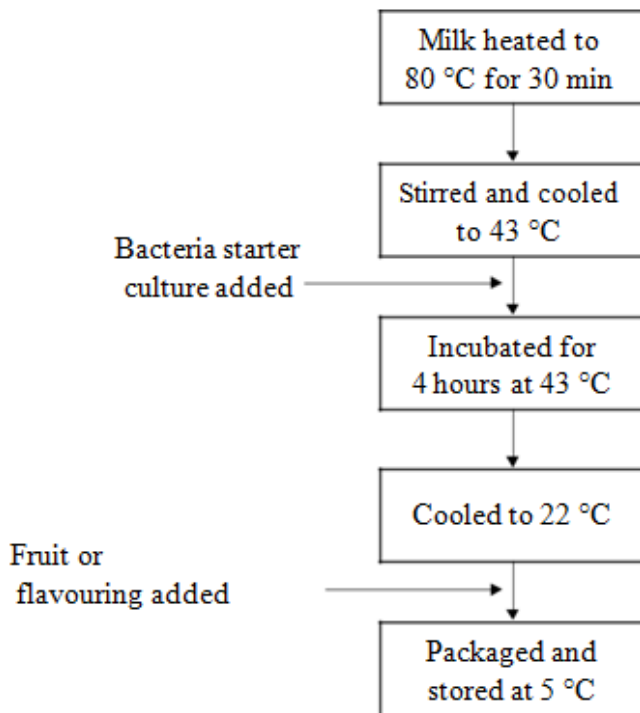 Milk heated to
80 °C for 30 min
Stirred and cooled
to 43 °C
Bacteria starter
culture added
Incubated for
4 hours at 43 °C
Cooled to 22 °C
Fruit or
flavouring added
Packaged and
stored at 5 °C